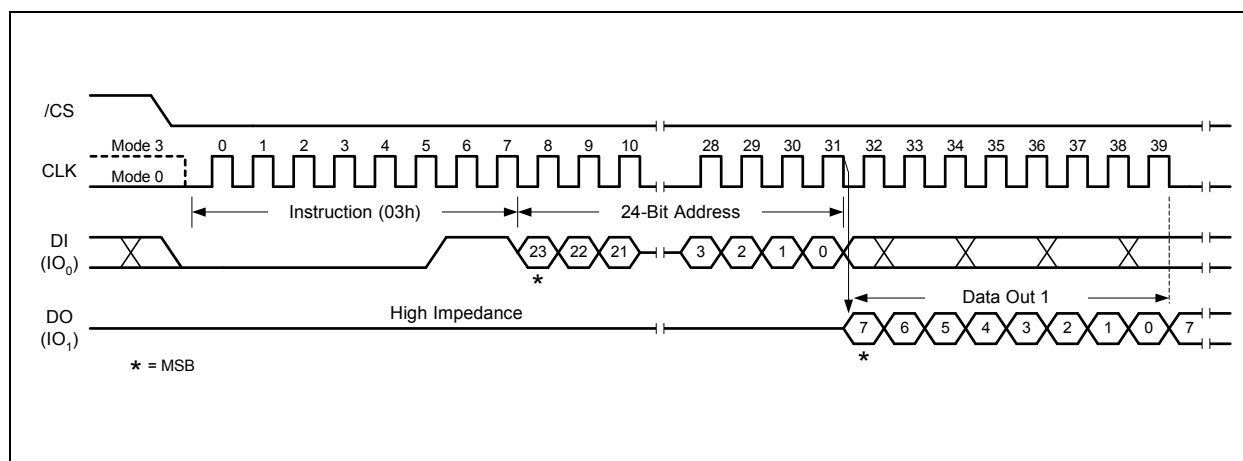 /CS
Mode 3
0 1 2 3 4 5 6 7 8 9 10 28 29 30 31 32 33 34 35 36 37 38 39
CLK
Mode 0
Instruction (03h)
24-Bit Address
DI
(IO0)
23 22 21 3 2 1 0
*
High Impedance
Data Out 1
DO
(IO1)
7 6 5 4 3 2 1 0 7
*
* = MSB